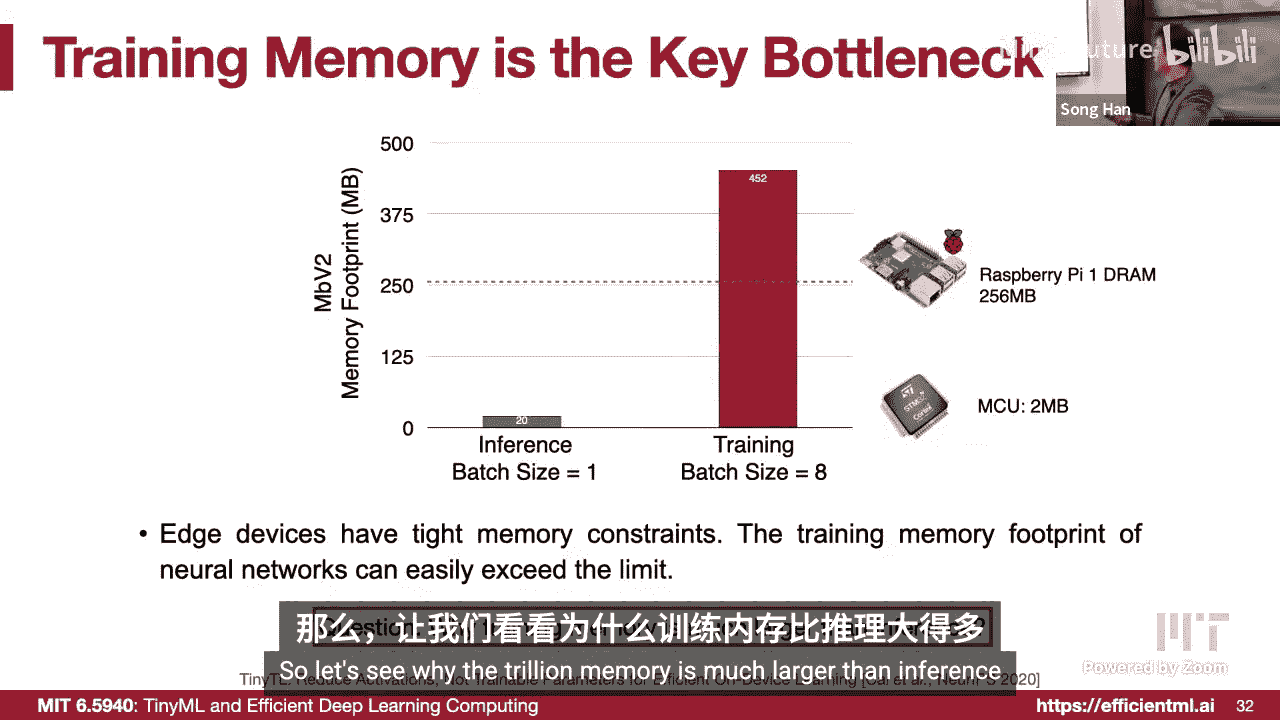 Training Memory is the Key Bottleneck
bilibili
Song Han
500
375
250
125
0
MbV2
Memory Footprint (MB)
452
20
Inference
Batch Size = 1
Training
Batch Size = 8
Raspberry Pi 1 DRAM
256MB
MCU: 2MB
• Edge devices have tight memory constraints. The training memory footprint of
neural networks can easily exceed the limit.
那么，让我们看看为什么训练内存比推理大得多
So let's see why the trillion memory is much larger than inference
MIT
Powered by Zoom
MIT 6.5940: TinyML and Efficient Deep Learning Computing
https://efficientml.ai
32